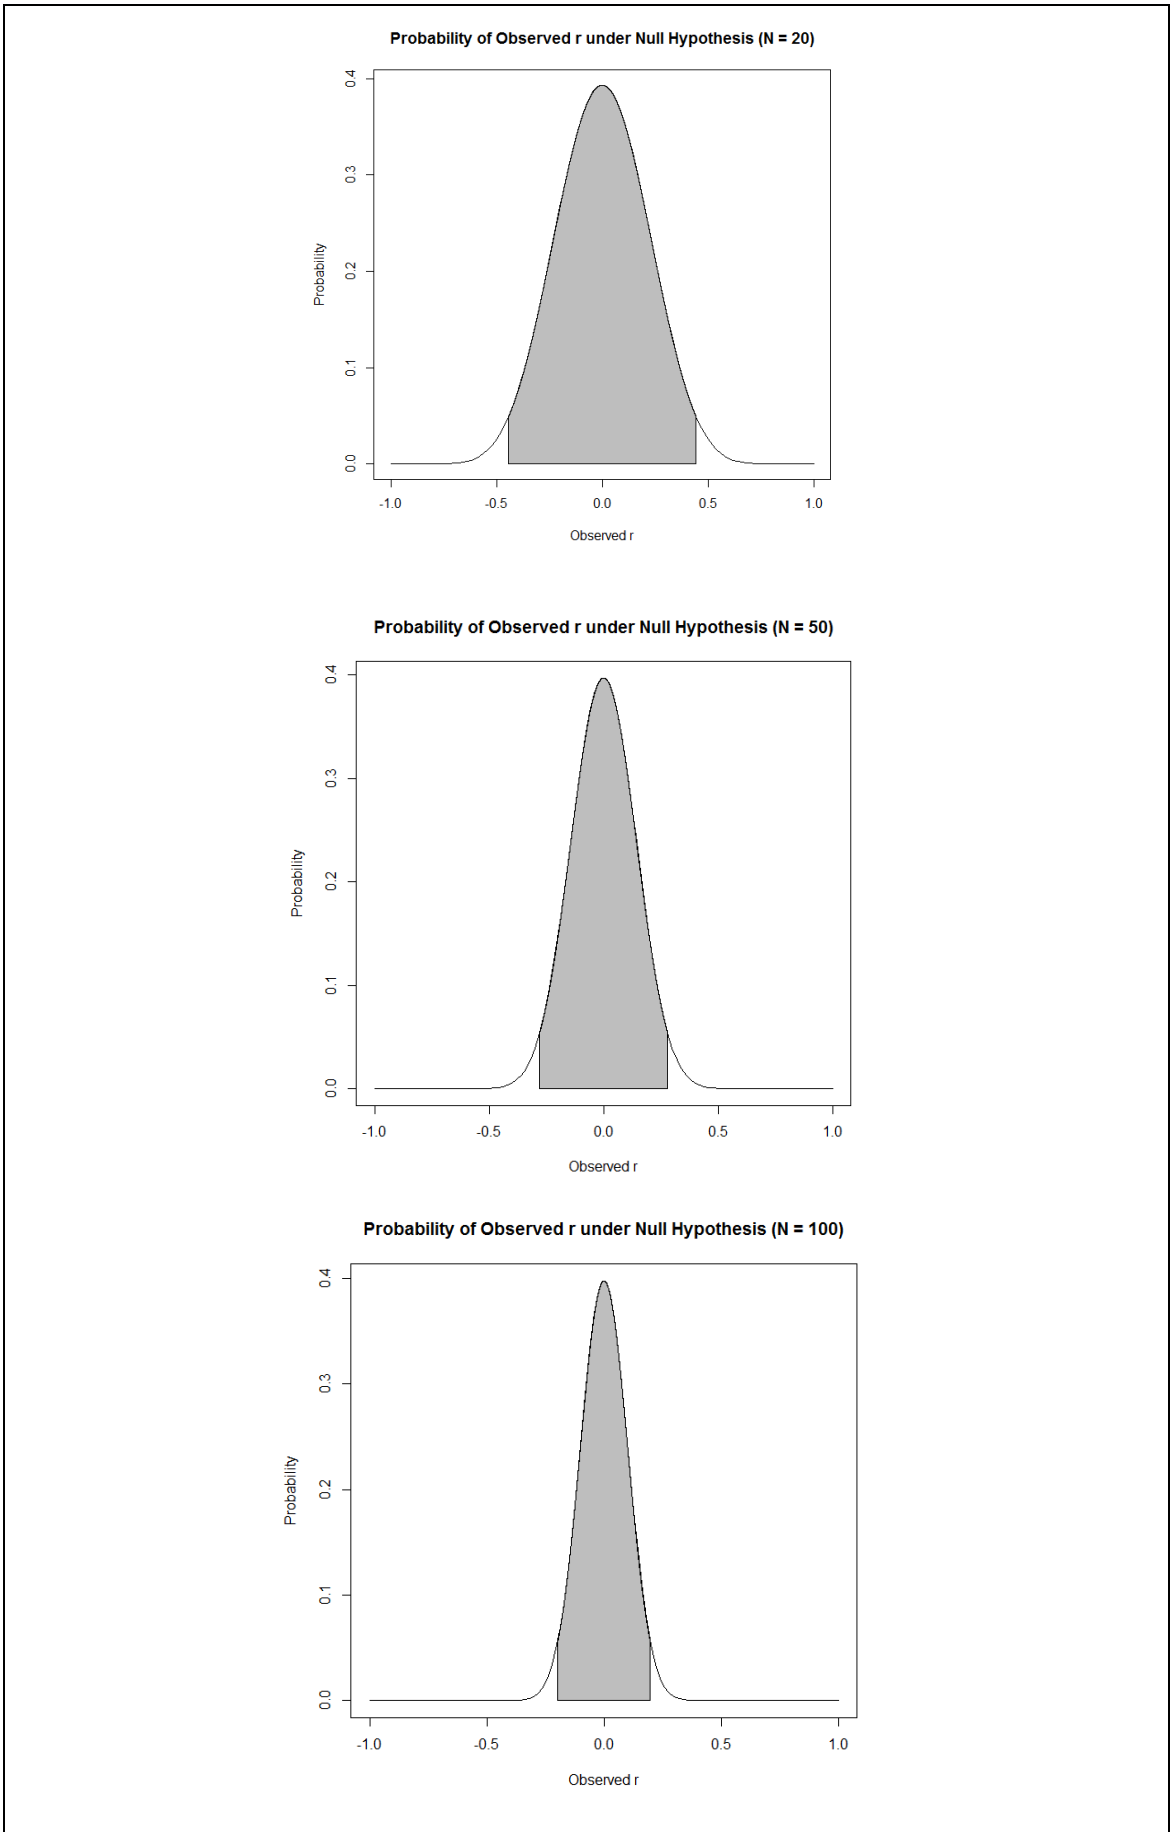 Probability of Observed r under Null Hypothesis (N = 20)
0.4
0.3
0.2
0.1
0.0
Probability
-1.0 -0.5 0.0 0.5 1.0
Observed r
Probability of Observed r under Null Hypothesis (N = 50)
0.4
0.3
0.2
0.1
0.0
Probability
-1.0 -0.5 0.0 0.5 1.0
Observed r
Probability of Observed r under Null Hypothesis (N = 100)
0.4
0.3
0.2
0.1
0.0
Probability
-1.0 -0.5 0.0 0.5 1.0
Observed r